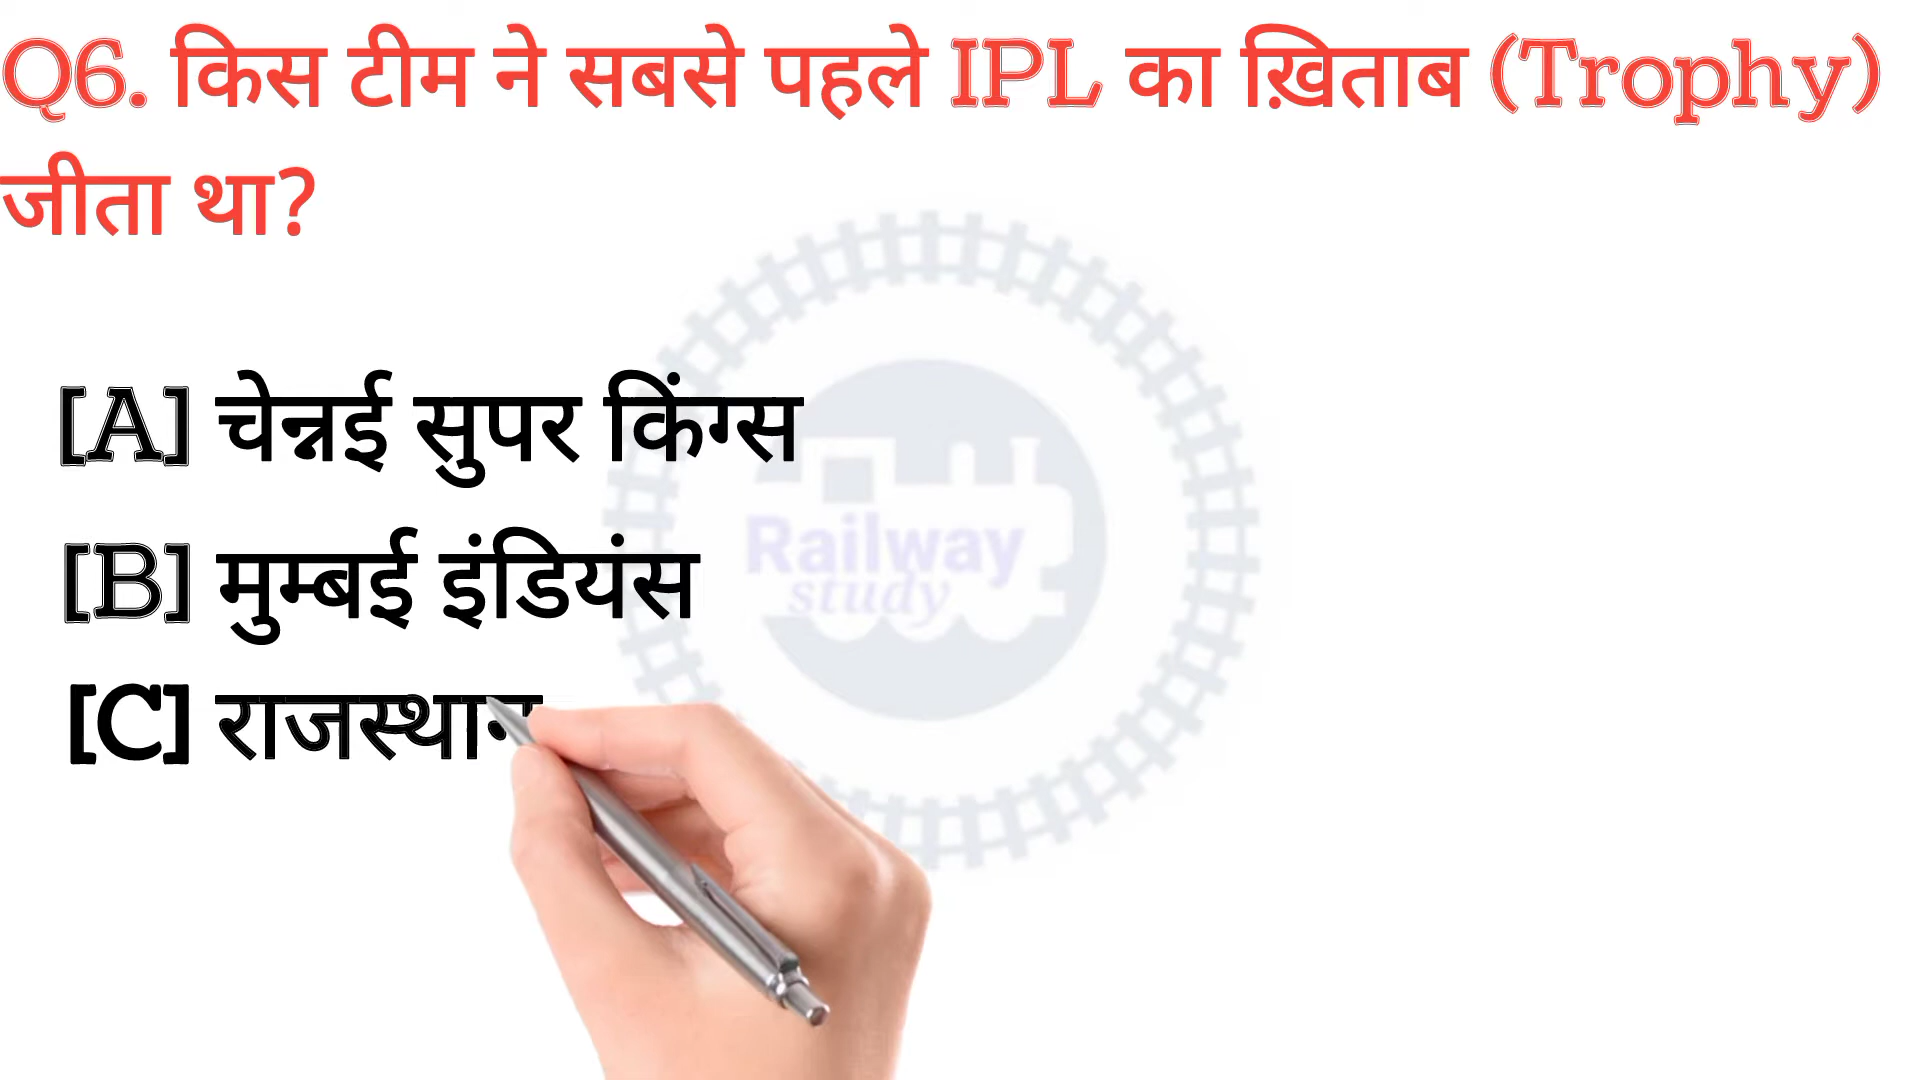 Q6. किस टीम ने सबसे पहले IPL का ख़िताब (Trophy)
जीता था?
[A] चेन्नई सुपर किंग्स
[B] मुम्बई इंडियंस
Railway
study
[C] राजस्थान